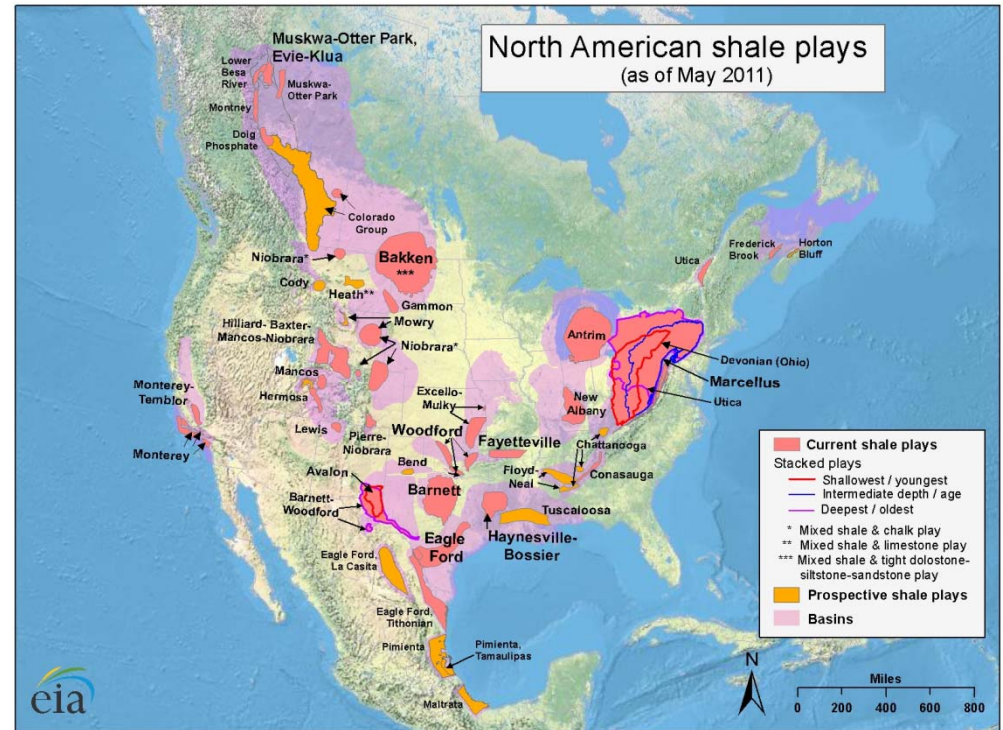 North American shale plays
(as of May 2011)
Muskwa-Otter Park,
Evie-Klua
Lower
Besa
River
Muskwa-
Otter Park
Montney
Doig
Phosphate
Colorado
Group
Niobrara*
Bakken
***
Cody
Heath**
Gammon
Mowry
Hilliard- Baxter-
Mancos-Niobrara
Niobrara*
Mancos
Hermosa
Monterey-
Temblor
Monterey
Lewis
Pierre-
Niobrara
Excello-
Mulky
Woodford
Fayetteville
Bend
Avalon
Barnett-
Woodford
Barnett
Eagle
Ford
Haynesville-
Bossier
Tuscaloosa
Floyd-
Neal
Conasauga
Chattanooga
New
Albany
Antrim
Utica
Frederick
Brook
Horton
Bluff
Devonian (Ohio)
Marcellus
Utica
Eagle Ford,
La Casita
Eagle Ford,
Tithonian
Pimienta
Pimienta,
Tamaulipas
Maltrata
Current shale plays
Stacked plays
Shallowest / youngest
Intermediate depth / age
Deepest / oldest
* Mixed shale & chalk play
** Mixed shale & limestone play
*** Mixed shale & tight dolostone-
siltstone-sandstone play
Prospective shale plays
Basins
N
Miles
0 200 400 600 800
eia